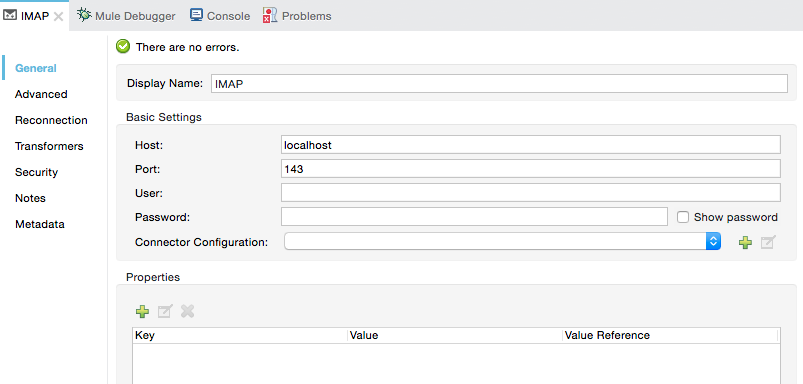 IMAP Mule Debugger Console Problems
There are no errors.
General
Advanced
Reconnection
Transformers
Security
Notes
Metadata
Display Name: IMAP
Basic Settings
Host: localhost
Port: 143
User:
Password: Show password
Connector Configuration:
Properties
Key Value Value Reference